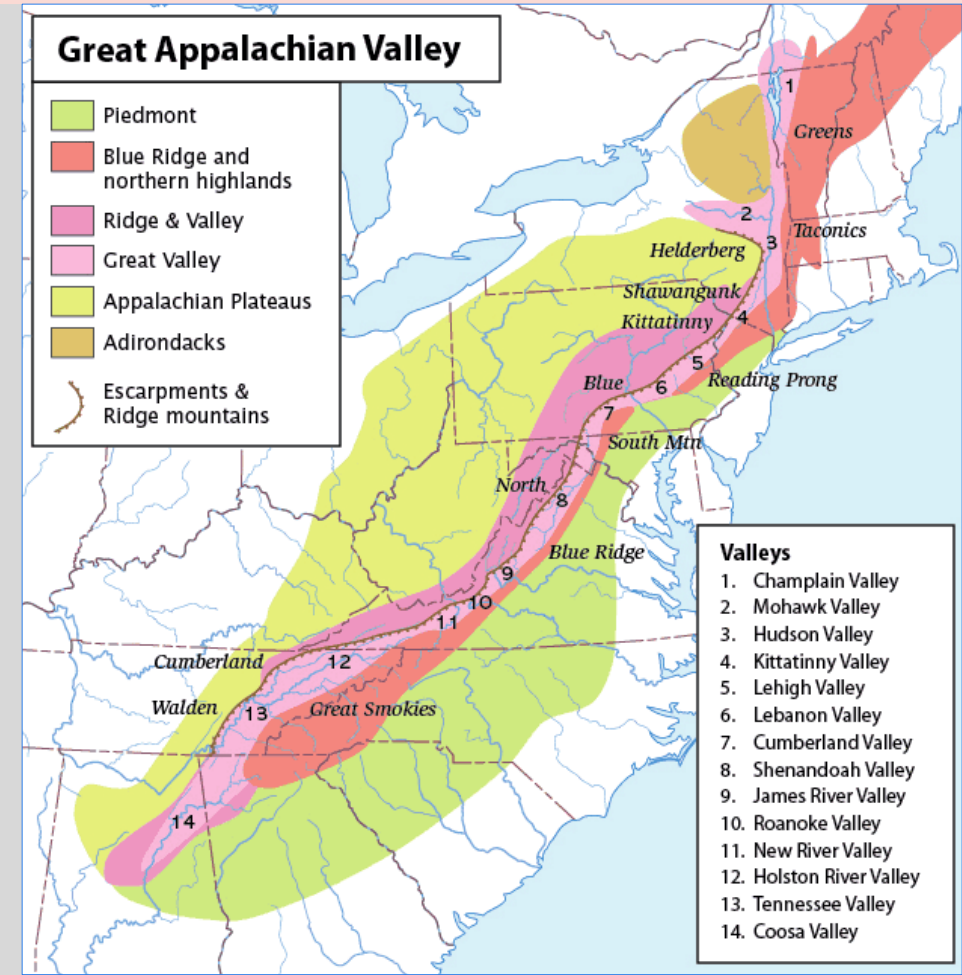 Great Appalachian Valley
Piedmont
Blue Ridge and
northern highlands
Ridge & Valley
Great Valley
Appalachian Plateaus
Adirondacks
Escarpments &
Ridge mountains
1
Greens
2
Taconics
3
Helderberg
Shawangunk
4
Kittatinny
5
Reading Prong
Blue
6
7
South Mtn
North
8
Blue Ridge
9
10
11
Cumberland
12
Walden
13
Great Smokies
14
Valleys
1. Champlain Valley
2. Mohawk Valley
3. Hudson Valley
4. Kittatinny Valley
5. Lehigh Valley
6. Lebanon Valley
7. Cumberland Valley
8. Shenandoah Valley
9. James River Valley
10. Roanoke Valley
11. New River Valley
12. Holston River Valley
13. Tennessee Valley
14. Coosa Valley